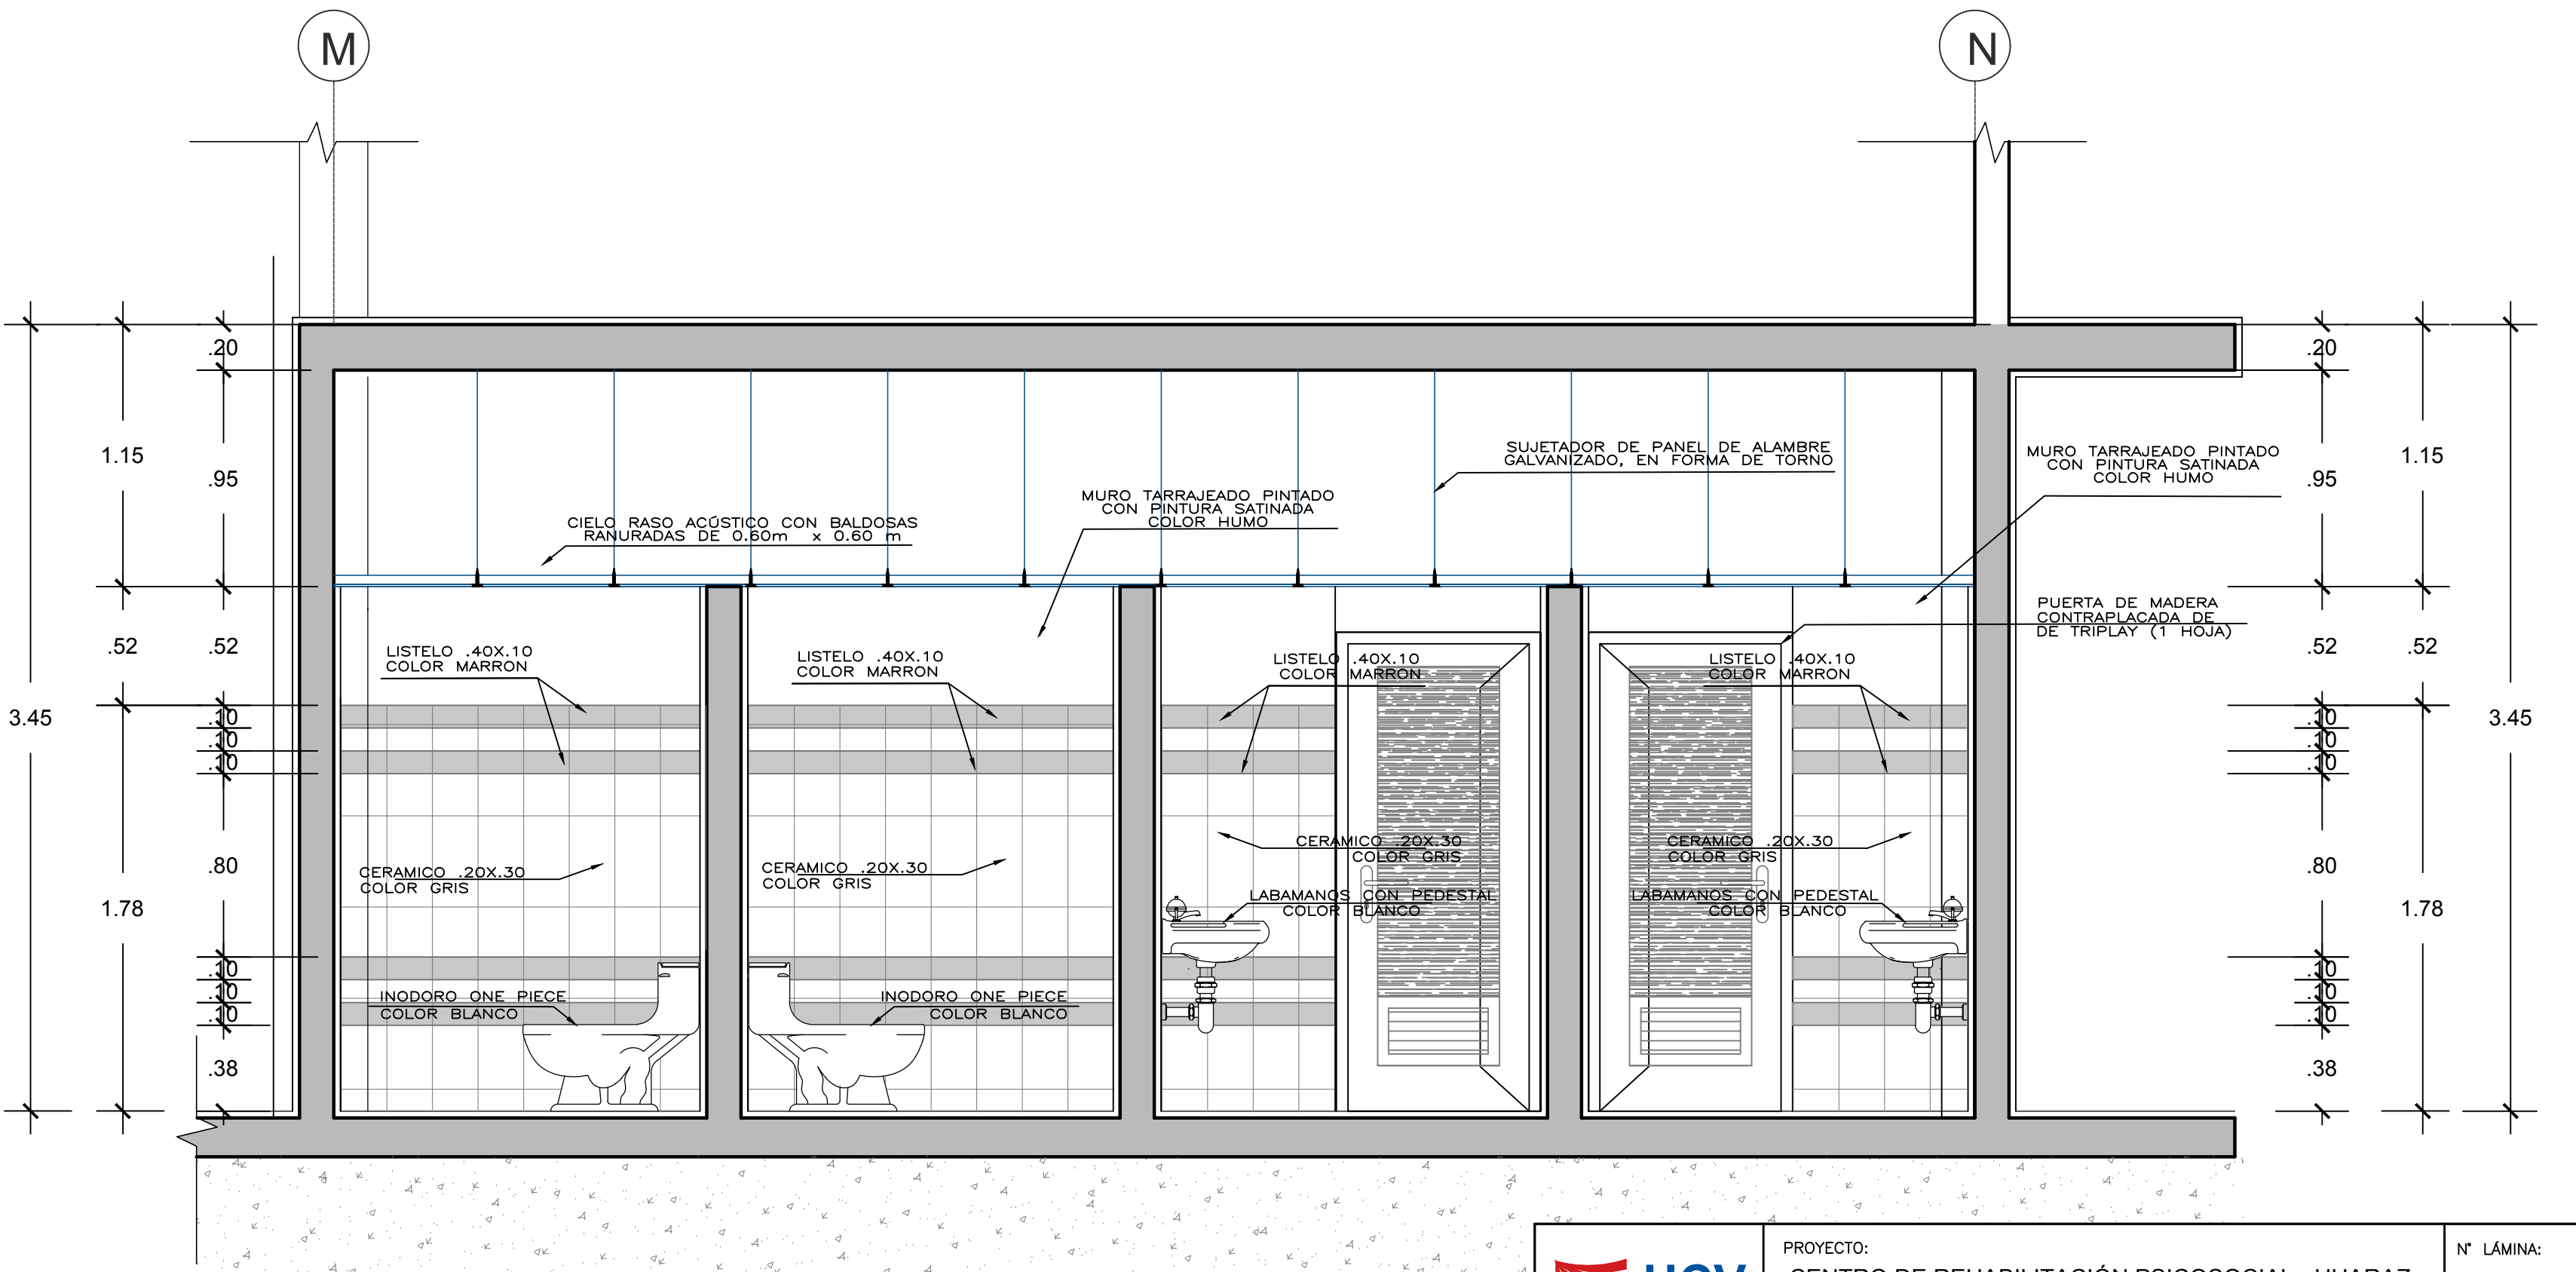 M
N
.20
.20
1.15
.95
SUJETADOR DE PANEL DE ALAMBRE
GALVANIZADO, EN FORMA DE TORNO
MURO TARRAJEADO PINTADO
CON PINTURA SATINADA
COLOR HUMO
.95
1.15
CIELO RASO ACÚSTICO CON BALDOSAS
RANURADAS DE 0.60m x 0.60 m
MURO TARRAJEADO PINTADO
CON PINTURA SATINADA
COLOR HUMO
PUERTA DE MADERA
CONTRAPLACADA DE
DE TRIPLAY (1 HOJA)
.52
.52
LISTELO .40X.10
COLOR MARRON
LISTELO .40X.10
COLOR MARRON
LISTELO .40X.10
COLOR MARRON
LISTELO .40X.10
COLOR MARRON
.52
.52
3.45
.10
.10
.10
.10
.10
.10
3.45
.80
CERAMICO .20X.30
COLOR GRIS
CERAMICO .20X.30
COLOR GRIS
CERAMICO .20X.30
COLOR GRIS
CERAMICO .20X.30
COLOR GRIS
.80
1.78
LABAMANOS CON PEDESTAL
COLOR BLANCO
LABAMANOS CON PEDESTAL
COLOR BLANCO
1.78
.10
.10
.10
INODORO ONE PIECE
COLOR BLANCO
INODORO ONE PIECE
COLOR BLANCO
.10
.10
.10
.38
.38
PROYECTO:
N° LÁMINA:
UCV
CENTRO DE REHABILITACIÓN PSICOSOCIAL - HUARAZ